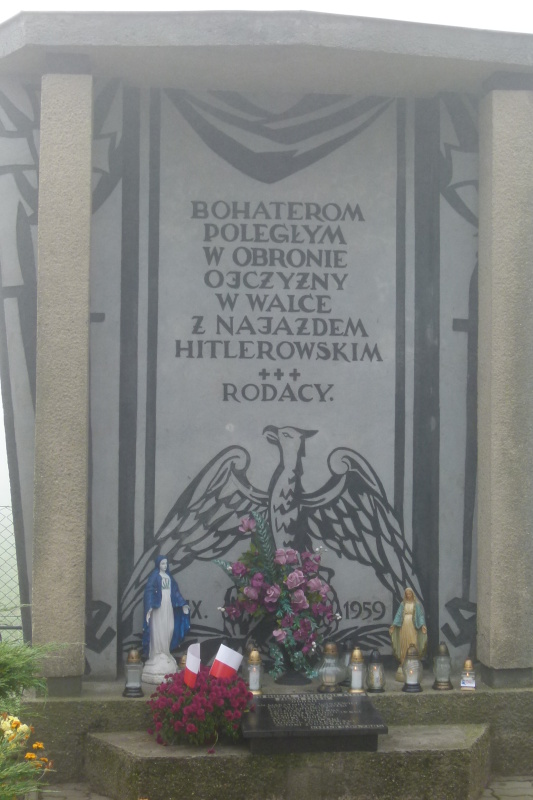 BOHATEROM
POLEGŁYM
W OBRONIE
OJCZYZNY
W WALCE
Z NAJAZDEM
HITLEROWSKIM
+++
RODACY.
X. 1959